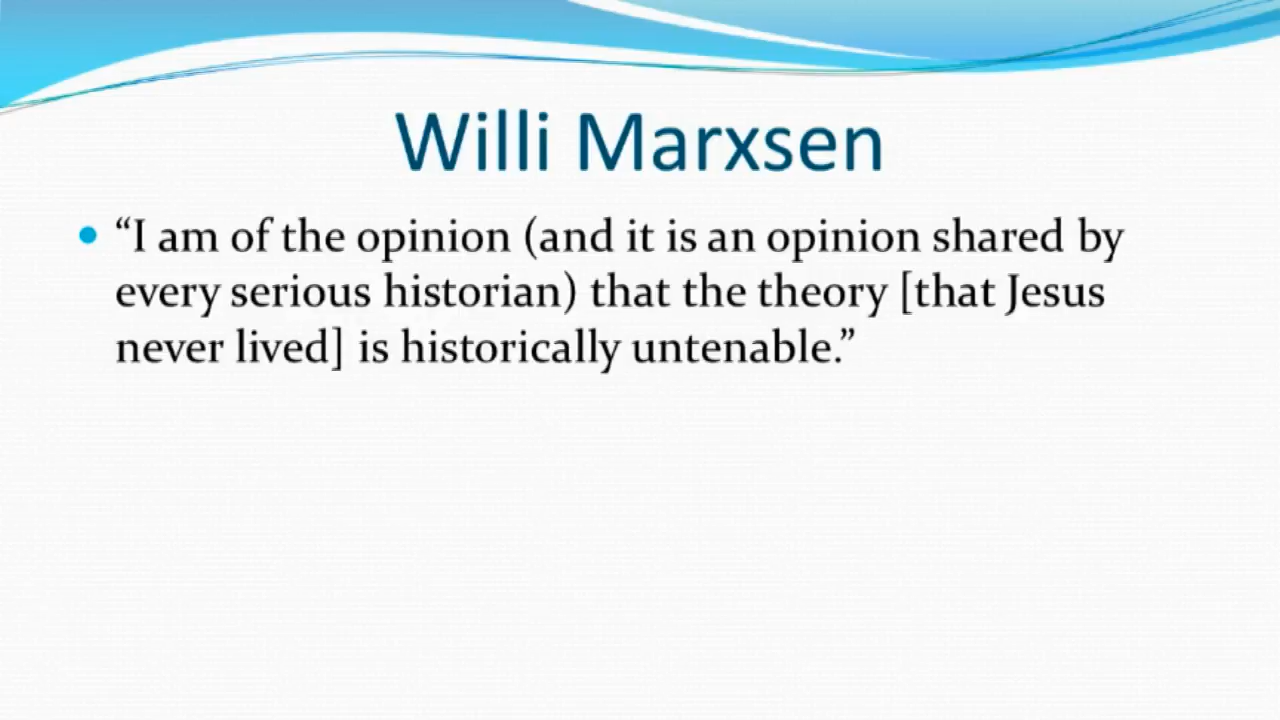 Willi Marxsen
• “I am of the opinion (and it is an opinion shared by
every serious historian) that the theory [that Jesus
never lived] is historically untenable.”